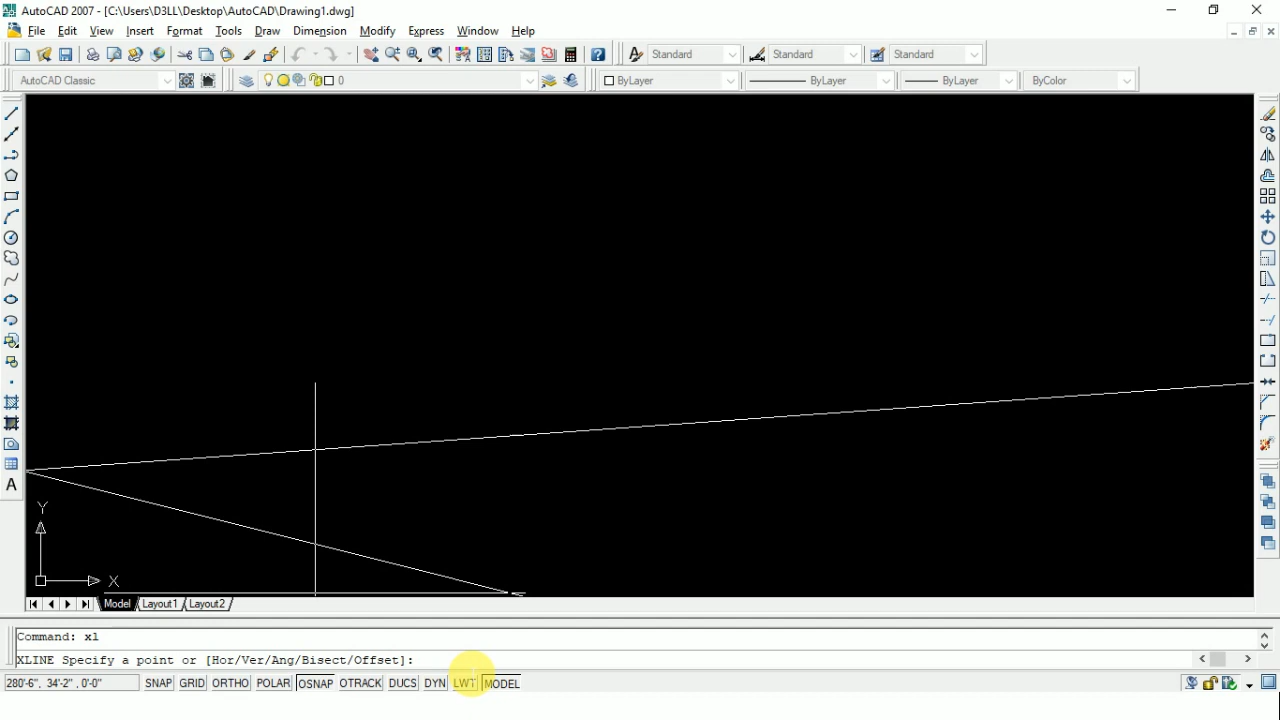 AutoCAD 2007 - [C:\Users\D3LL\Desktop\AutoCAD\Drawing1.dwg]
File Edit View Insert Format Tools Draw Dimension Modify Express Window Help
Standard Standard Standard
AutoCAD Classic 0 ByLayer ByLayer ByLayer ByColor
A
Y
X
Model Layout1 Layout2
Command: xl
XLINE Specify a point or [Hor/Ver/Ang/Bisect/Offset]:
280'-6", 34'-2" , 0'-0" SNAP GRID ORTHO POLAR OSNAP OTRACK DUCS DYN LWT MODEL